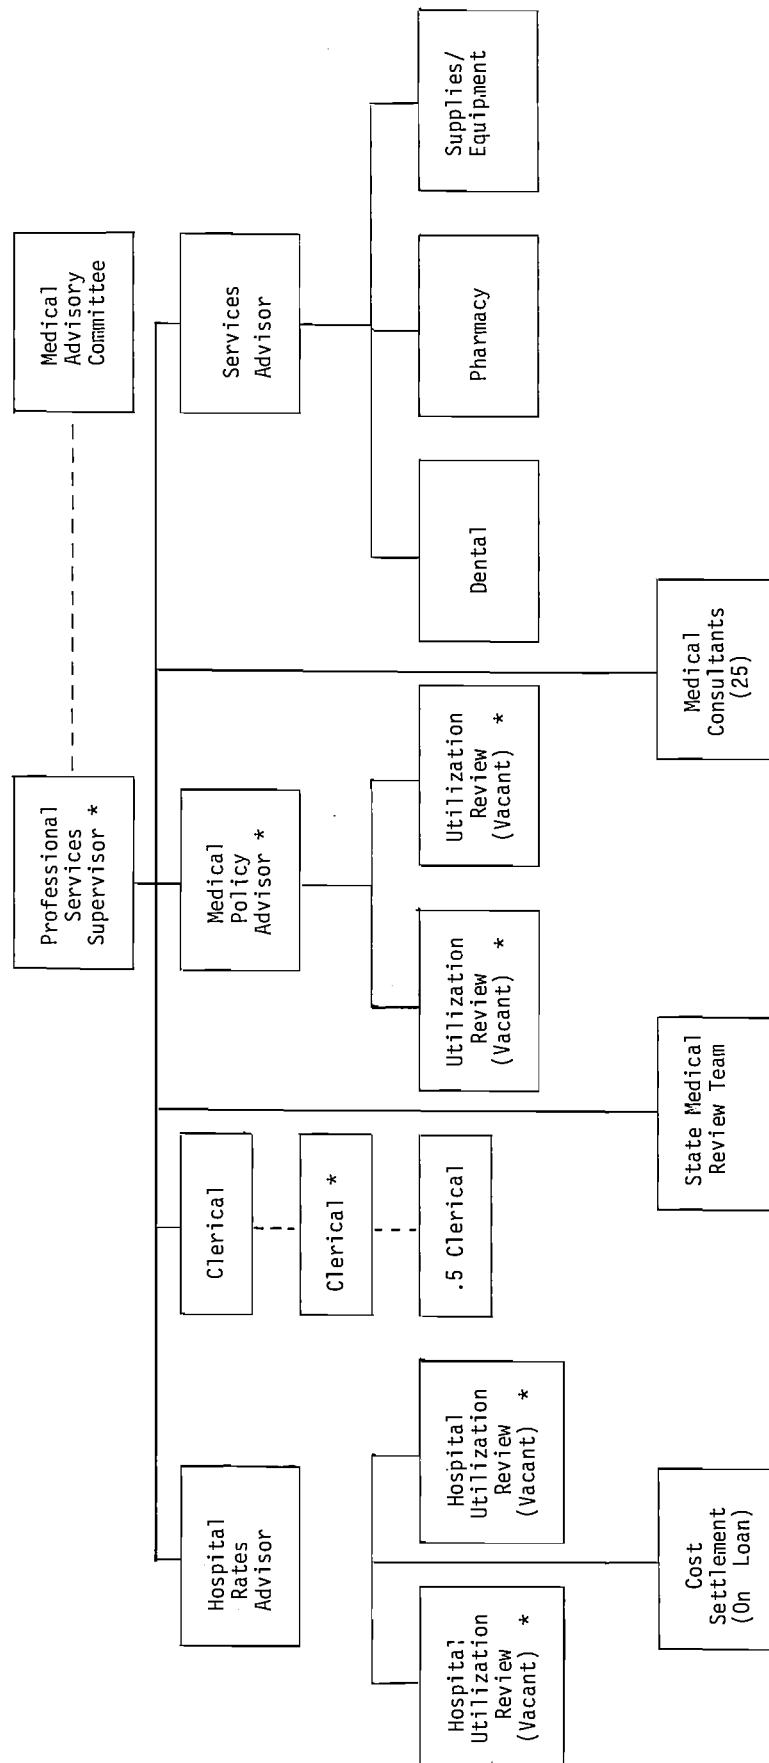 Professional
Services
Supervisor *
Medical
Advisory
Committee
Hospital
Rates
Advisor
Clerical
Medical
Policy
Advisor *
Services
Advisor
Clerical *
Hospital
Utilization
Review
(Vacant) *
Hospital
Utilization
Review
(Vacant) *
.5 Clerical
Utilization
Review
(Vacant) *
Utilization
Review
(Vacant) *
Dental
Pharmacy
Supplies/
Equipment
Cost
Settlement
(On Loan)
State Medical
Review Team
Medical
Consultants
(25)